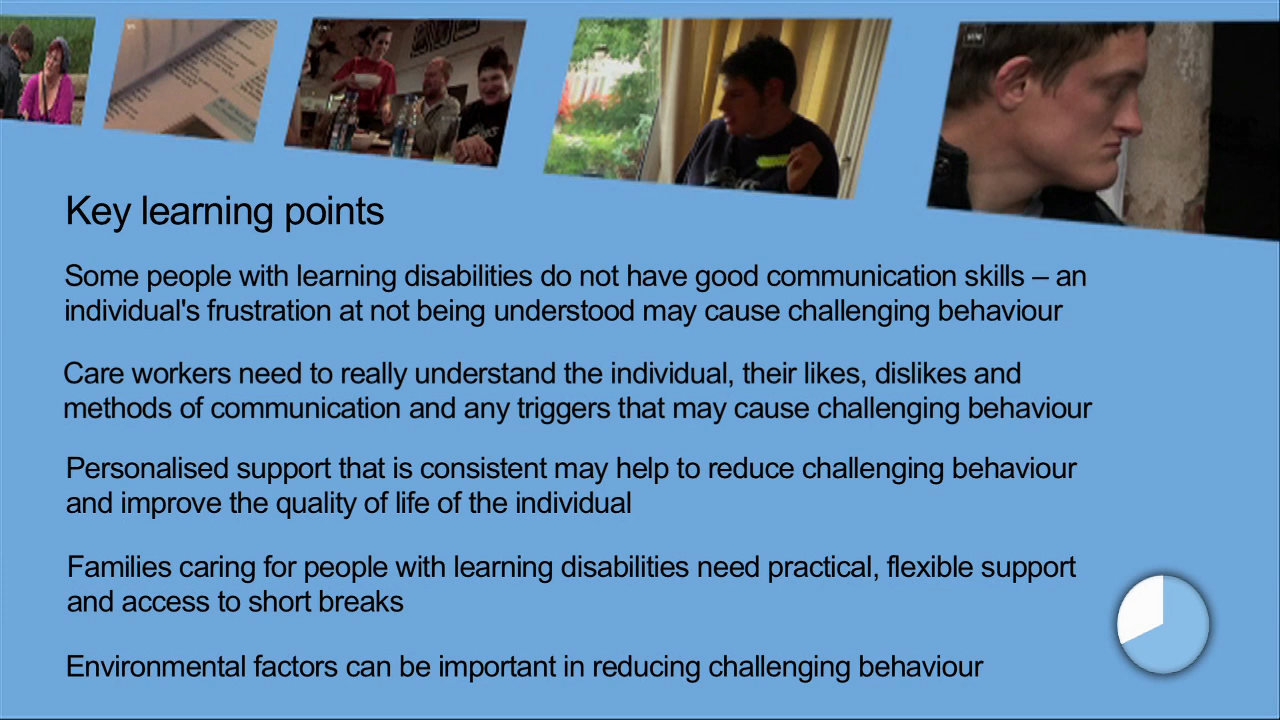 Key learning points
Some people with learning disabilities do not have good communication skills – an
individual's frustration at not being understood may cause challenging behaviour
Care workers need to really understand the individual, their likes, dislikes and
methods of communication and any triggers that may cause challenging behaviour
Personalised support that is consistent may help to reduce challenging behaviour
and improve the quality of life of the individual
Families caring for people with learning disabilities need practical, flexible support
and access to short breaks
Environmental factors can be important in reducing challenging behaviour